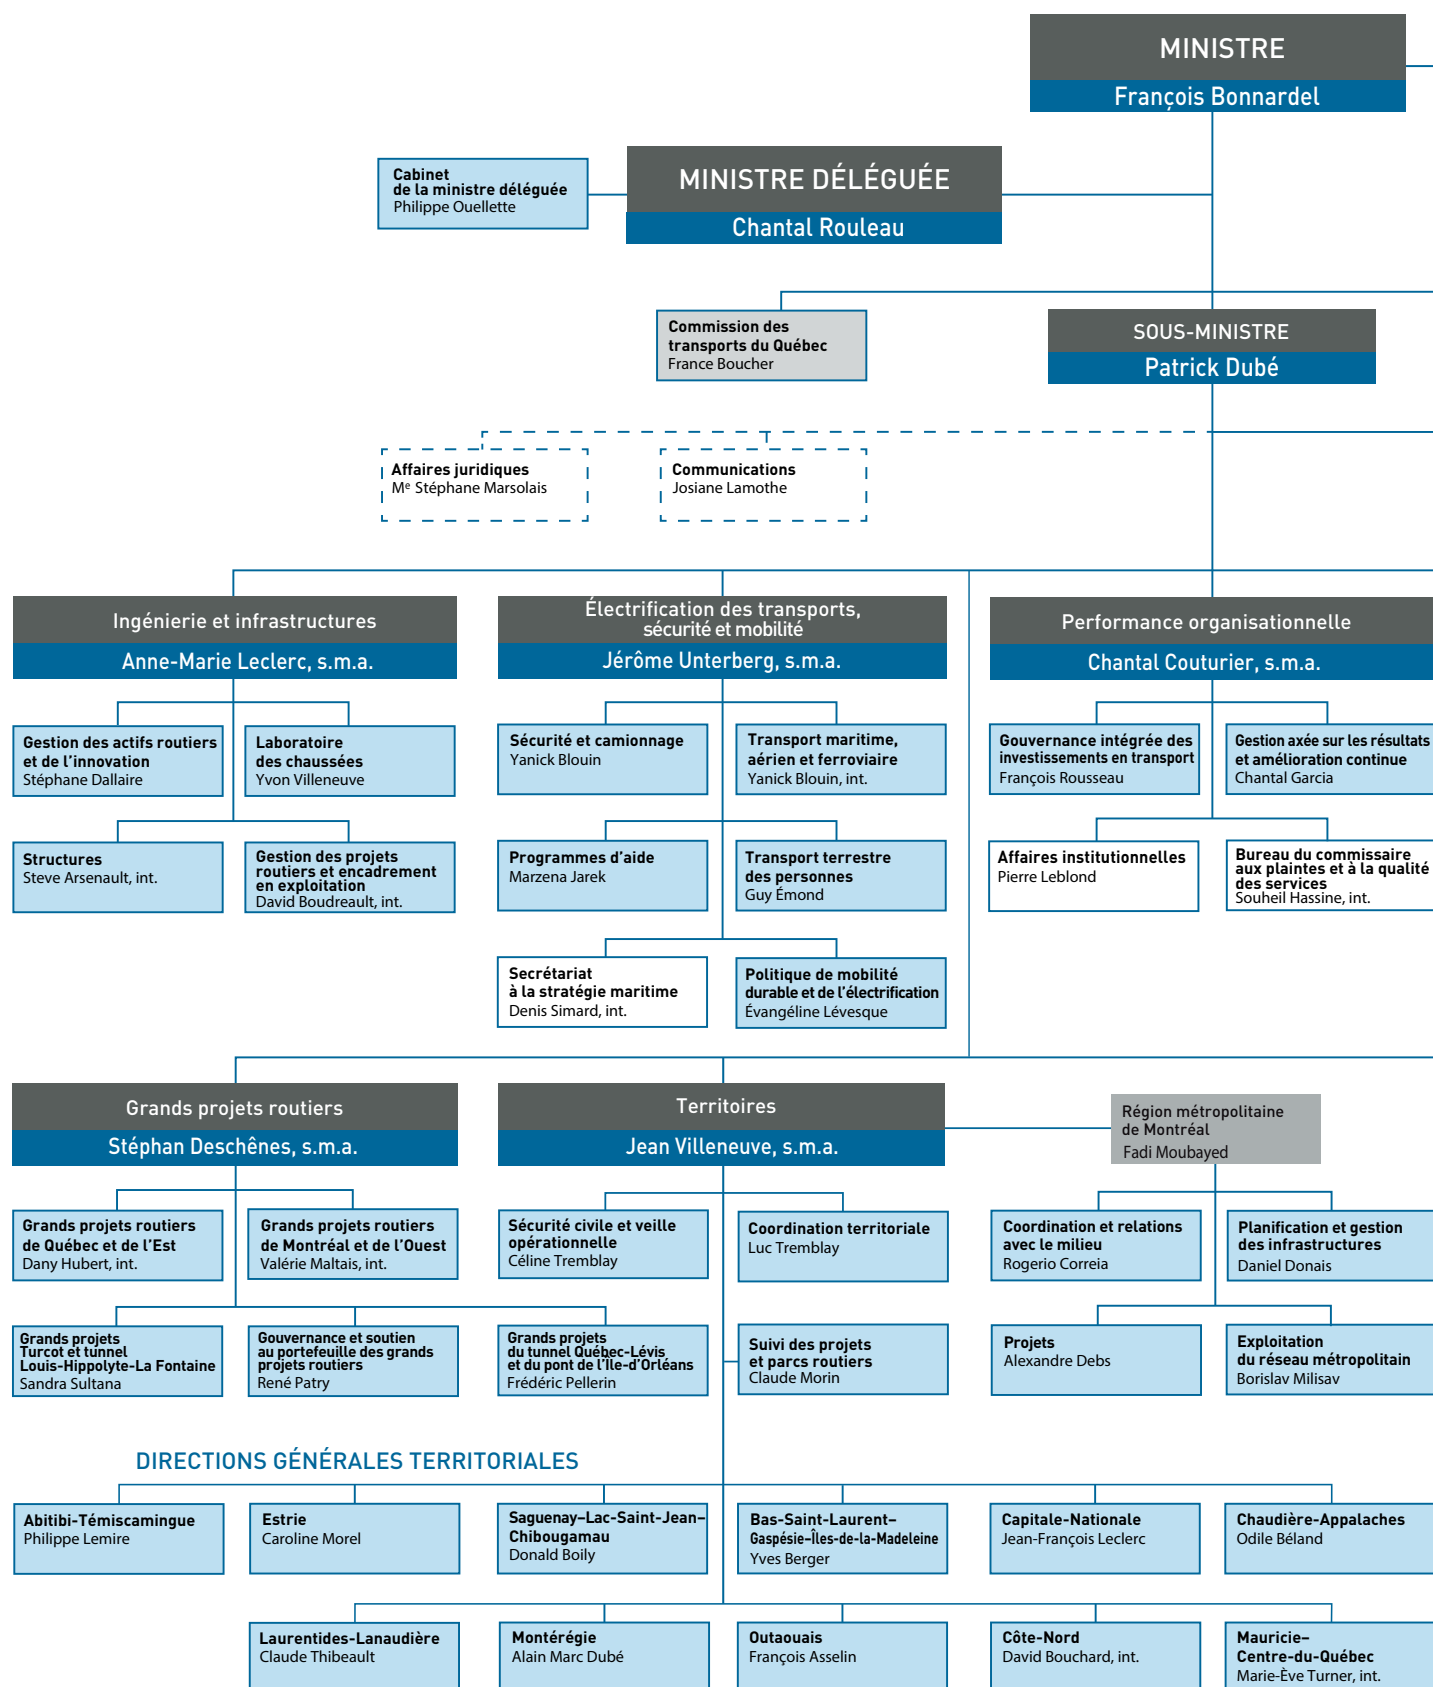 MINISTRE
François Bonnardel
Cabinet
de la ministre déléguée
Philippe Ouellette
MINISTRE DÉLÉGUÉE
Chantal Rouleau
Commission des
transports du Québec
France Boucher
SOUS-MINISTRE
Patrick Dubé
Affaires juridiques
Me Stéphane Marsolais
Communications
Josiane Lamothe
Ingénierie et infrastructures
Anne-Marie Leclerc, s.m.a.
Électrification des transports,
sécurité et mobilité
Jérôme Unterberg, s.m.a.
Performance organisationnelle
Chantal Couturier, s.m.a.
Gestion des actifs routiers
et de l'innovation
Stéphane Dallaire
Laboratoire
des chaussées
Yvon Villeneuve
Sécurité et camionnage
Yanick Blouin
Transport maritime,
aérien et ferroviaire
Yanick Blouin, int.
Gouvernance intégrée des
investissements en transport
François Rousseau
Gestion axée sur les résultats
et amélioration continue
Chantal Garcia
Structures
Steve Arsenault, int.
Gestion des projets
routiers et encadrement
en exploitation
David Boudreault, int.
Programmes d'aide
Marzena Jarek
Transport terrestre
des personnes
Guy Émond
Affaires institutionnelles
Pierre Leblond
Bureau du commissaire
aux plaintes et à la qualité
des services
Souheil Hassine, int.
Secrétariat
à la stratégie maritime
Denis Simard, int.
Politique de mobilité
durable et de l'électrification
Évangéline Lévesque
Grands projets routiers
Stéphan Deschênes, s.m.a.
Territoires
Jean Villeneuve, s.m.a.
Région métropolitaine
de Montréal
Fadi Moubayed
Grands projets routiers
de Québec et de l'Est
Dany Hubert, int.
Grands projets routiers
de Montréal et de l'Ouest
Valérie Maltais, int.
Sécurité civile et veille
opérationnelle
Céline Tremblay
Coordination territoriale
Luc Tremblay
Coordination et relations
avec le milieu
Rogerio Correia
Planification et gestion
des infrastructures
Daniel Donais
Grands projets
Turcot et tunnel
Louis-Hippolyte-La Fontaine
Sandra Sultana
Gouvernance et soutien
au portefeuille des grands
projets routiers
René Patry
Grands projets
du tunnel Québec-Lévis
et du pont de l'Île-d'Orléans
Frédéric Pellerin
Suivi des projets
et parcs routiers
Claude Morin
Projets
Alexandre Debs
Exploitation
du réseau métropolitain
Borislav Milisav
DIRECTIONS GÉNÉRALES TERRITORIALES
Abitibi-Témiscamingue
Philippe Lemire
Estrie
Caroline Morel
Saguenay–Lac-Saint-Jean–
Chibougamau
Donald Boily
Bas-Saint-Laurent–
Gaspésie–Îles-de-la-Madeleine
Yves Berger
Capitale-Nationale
Jean-François Leclerc
Chaudière-Appalaches
Odile Béland
Laurentides-Lanaudière
Claude Thibeault
Montérégie
Alain Marc Dubé
Outaouais
François Asselin
Côte-Nord
David Bouchard, int.
Mauricie–
Centre-du-Québec
Marie-Ève Turner, int.